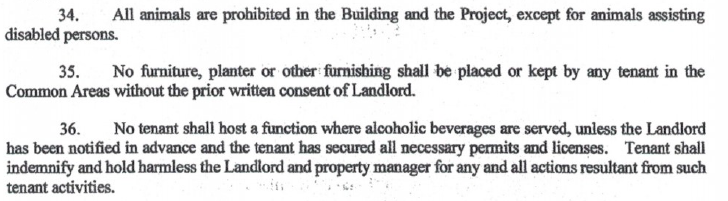 34. All animals are prohibited in the Building and the Project, except for animals assisting
disabled persons.
35. No furniture, planter or other furnishing shall be placed or kept by any tenant in the
Common Areas without the prior written consent of Landlord.
36. No tenant shall host a function where alcoholic beverages are served, unless the Landlord
has been notified in advance and the tenant has secured all necessary permits and licenses. Tenant shall
indemnify and hold harmless the Landlord and property manager for any and all actions resultant from such
tenant activities.